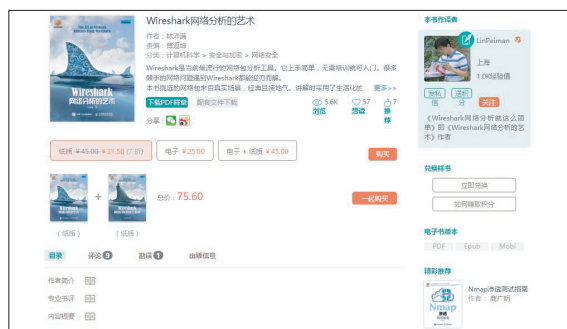 Wireshark网络分析的艺术
作者：林沛满
责编：傅道坤
分类：计算机科学 > 安全与加密 > 网络安全
Wireshark是当前最流行的网络包分析工具。它上手简单，无需培训就可入门。很多
棘手的网络问题遇到Wireshark都能迎刃而解。
本书挑选的网络包来自真实场景，经典且接地气。讲解时采用了生活化的 更多>>
下载PDF样章 配套文件下载
5.6K 57 7
浏览 想读 推荐
分享：
Wireshark
网络分析的艺术
纸质 ¥45.00 ¥31.50 (7 折) 电子 ¥25.00 电子 + 纸质 ¥45.00 购买
+ 总价：75.60 一起购买
（纸质） （纸质）
目录 评论 9 勘误 1 出版信息
作者简介
专业书评
内容提要
本书作译者
LinPeiman
上海
1.0K经验值
发私信 送积分 关注
《Wireshark网络分析就这么简
单》即《Wireshark网络分析的艺
术》作者
兑换样书
立即兑换
如何赚取积分
电子书版本
PDF Epub Mobi
精彩推荐
Nmap渗透测试指南
作者：商广明
Nmap